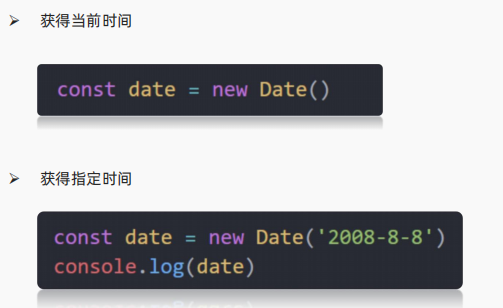 ➢ 获得当前时间
const date = new Date()
➢ 获得指定时间
const date = new Date('2008-8-8')
console.log(date)